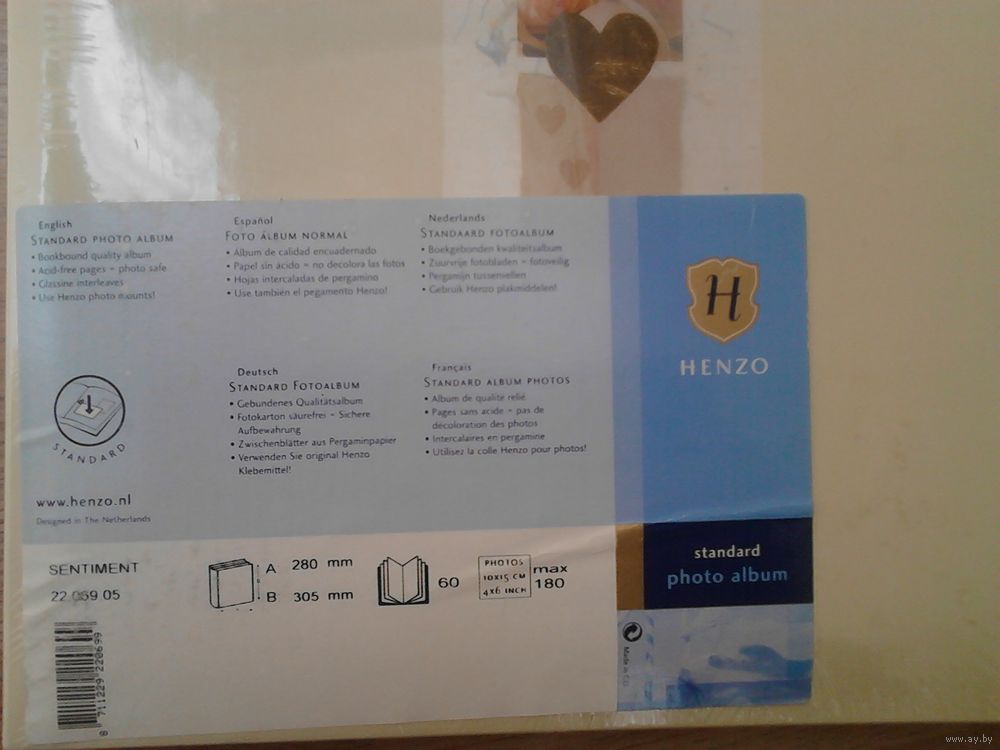 English
STANDARD PHOTO ALBUM
• Bookbound quality album
• Acid-free pages – photo safe
• Glassine interleaves
• Use Henzo photo mounts!
Español
FOTO ÁLBUM NORMAL
• Álbum de calidad encuadernado
• Papel sin ácido – no decolora las fotos
• Hojas intercaladas de pergamino
• Use también el pegamento Henzo!
Nederlands
STANDAARD FOTOALBUM
• Boekgebonden kwaliteitsalbum
• Zuurvrije fotobladen – fotoveilig
• Pergamijn tussenvellen
• Gebruik Henzo plakmiddelen!
STANDARD
Deutsch
STANDARD FOTOALBUM
• Gebundenes Qualitätsalbum
• Fotokarton säurefrei – Sichere
Aufbewahrung
• Zwischenblätter aus Pergaminpapier
• Verwenden Sie original Henzo
Klebemittel!
Français
STANDARD ALBUM PHOTOS
• Album de qualité relié
• Pages sans acide – pas de
décoloration des photos
• Intercalaires en pergamine
• Utilisez la colle Henzo pour photos!
www.henzo.nl
Designed in The Netherlands
H
HENZO
standard
photo album
SENTIMENT
22.069.05
A 280 mm
B 305 mm
60
PHOTOS
10X15 CM
4X6 INCH
max
180
8 711229 220699
Made in
www.ay.by